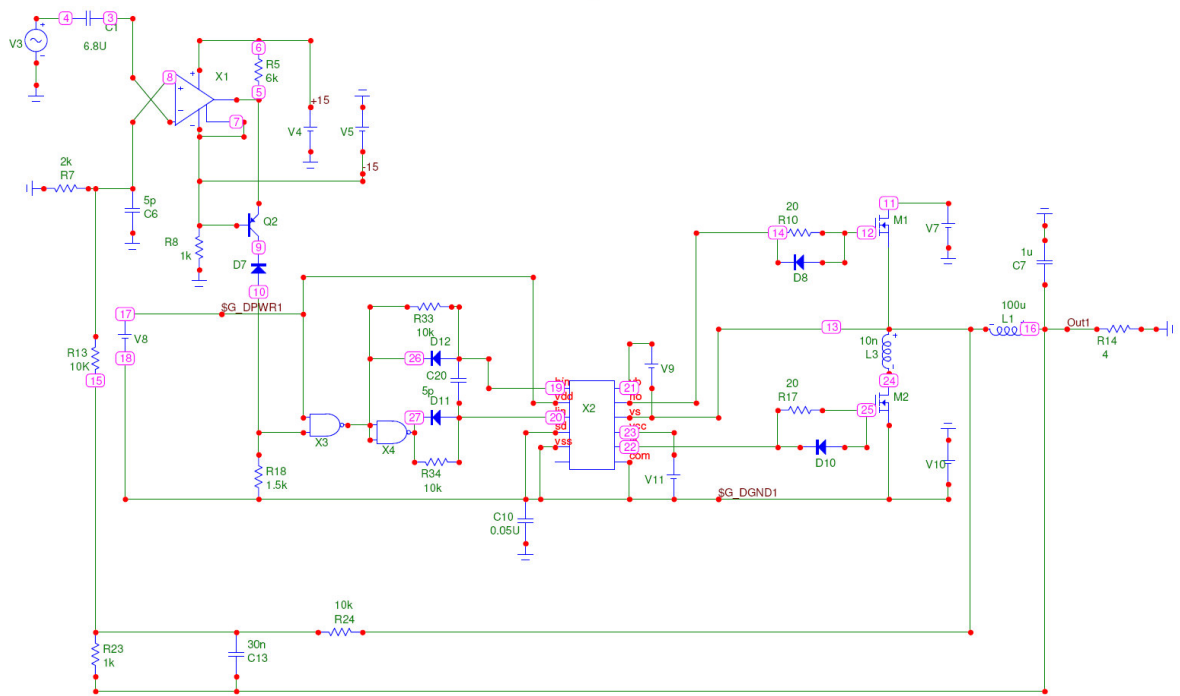 4
3
C1
V3
6.8U
6
R5
6k
8
X1
5
+15
7
V4
V5
-15
2k
R7
5p
C6
Q2
R8
1k
9
D7
10
$G_DPWR1
17
V8
18
R13
10K
15
R33
10k
D12
26
C20
5p
D11
27
X3
X4
R34
10k
R18
1.5k
hin
19
vdd
lin
20
sd
vss
X2
vb
21
ho
vs
vcc
23
22
com
V9
V11
C10
0.05U
$G_DGND1
20
R10
14
12
D8
11
M1
V7
13
10n
L3
24
M2
20
R17
25
D10
V10
1u
C7
100u
L1
16
Out1
R14
4
10k
R24
R23
1k
30n
C13